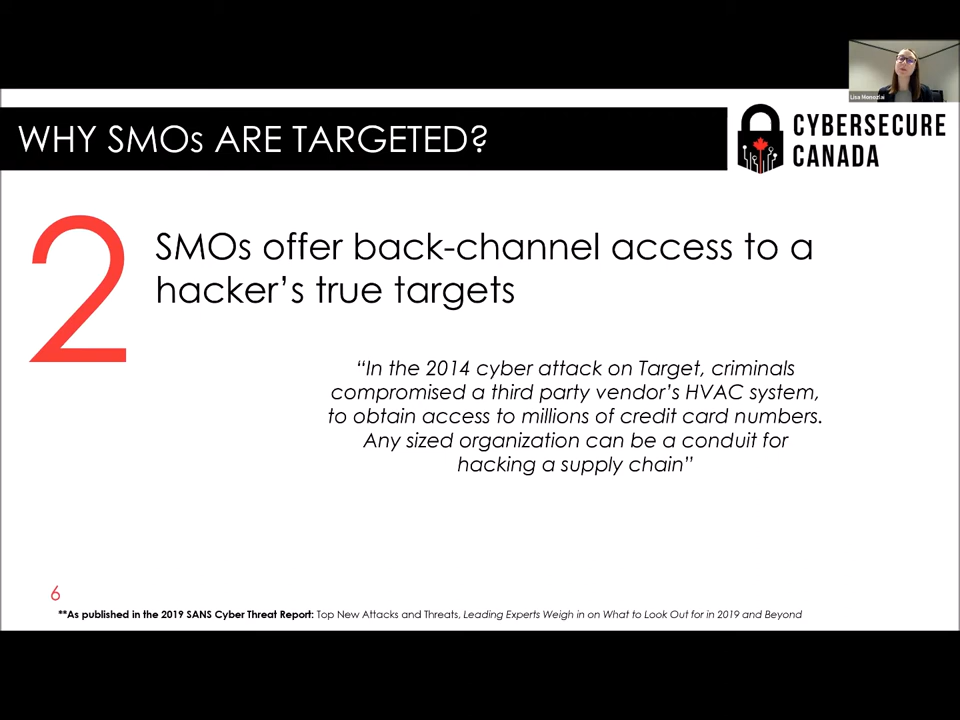 Lisa Menozlai
WHY SMOs ARE TARGETED?
CYBERSECURE
CANADA
2
SMOs offer back-channel access to a
hacker’s true targets
“In the 2014 cyber attack on Target, criminals
compromised a third party vendor’s HVAC system,
to obtain access to millions of credit card numbers.
Any sized organization can be a conduit for
hacking a supply chain”
6
**As published in the 2019 SANS Cyber Threat Report: Top New Attacks and Threats, Leading Experts Weigh in on What to Look Out for in 2019 and Beyond